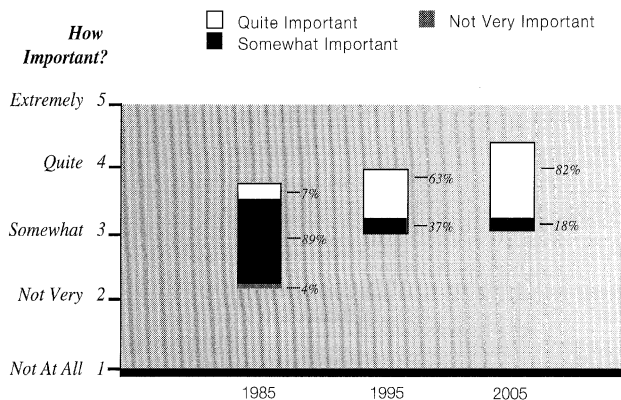 How
Important?
Quite Important
Not Very Important
Somewhat Important
Extremely 5
Quite 4
Somewhat 3
Not Very 2
Not At All 1
7%
89%
4%
63%
37%
82%
18%
1985 1995 2005